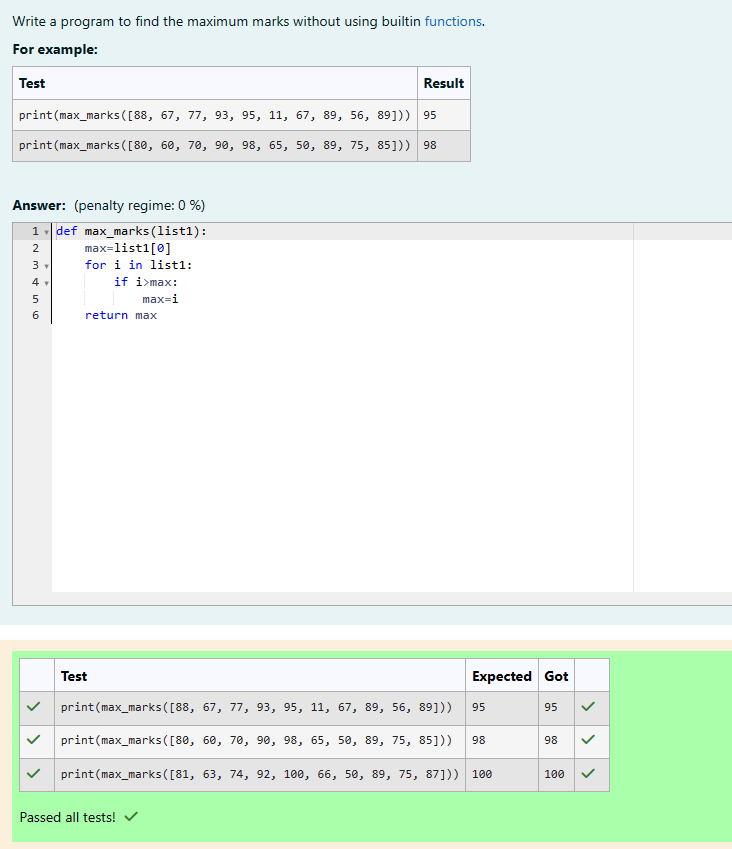 Write a program to find the maximum marks without using builtin functions.
For example:
Test Result
print(max_marks([88, 67, 77, 93, 95, 11, 67, 89, 56, 89])) 95
print(max_marks([80, 60, 70, 90, 98, 65, 50, 89, 75, 85])) 98
Answer: (penalty regime: 0 %)
1 def max_marks(list1):
2     max=list1[0]
3     for i in list1:
4         if i>max:
5             max=i
6     return max
Test Expected Got
print(max_marks([88, 67, 77, 93, 95, 11, 67, 89, 56, 89])) 95 95
print(max_marks([80, 60, 70, 90, 98, 65, 50, 89, 75, 85])) 98 98
print(max_marks([81, 63, 74, 92, 100, 66, 50, 89, 75, 87])) 100 100
Passed all tests!